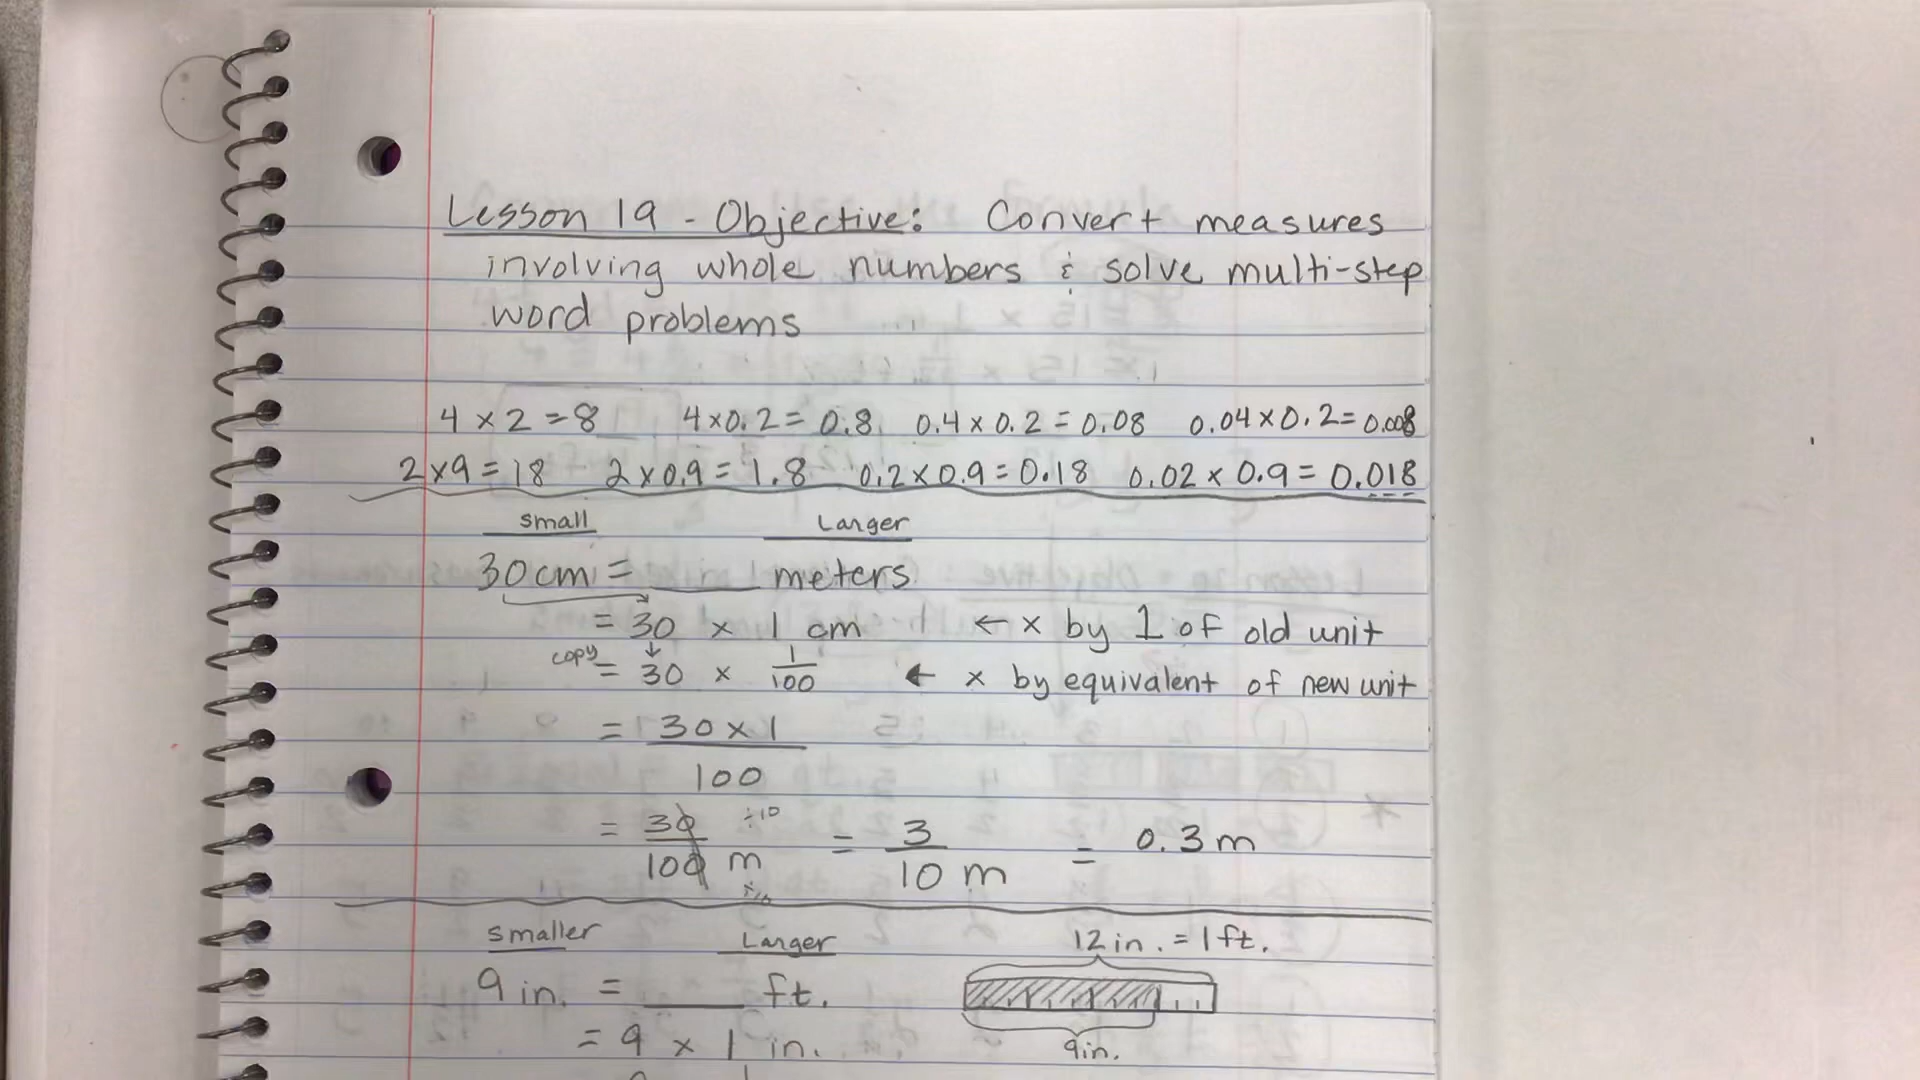 Lesson 19 - Objective: Convert measures
involving whole numbers & solve multi-step
word problems
4 × 2 = 8 4×0.2 = 0.8 0.4 × 0.2 = 0.08 0.04 × 0.2 = 0.008
2 × 9 = 18 2 × 0.9 = 1.8 0.2 × 0.9 = 0.18 0.02 × 0.9 = 0.018
small Larger
30 cm = ____ meters
= 30 × 1 cm ← × by 1 of old unit
copy = 30 × 1/100 ← × by equivalent of new unit
= 30 × 1
100
= 30/100 m ÷10 ÷10 = 3/10 m = 0.3 m
smaller Larger 12 in. = 1 ft.
9 in. = ____ ft.
= 9 × 1 in. 9in.